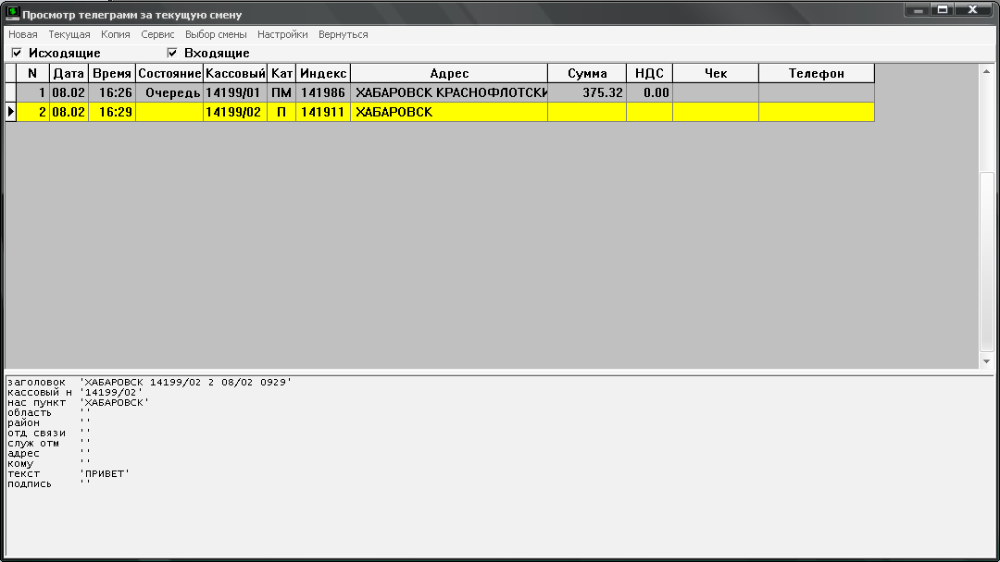 Просмотр телеграмм за текущую смену
Новая Текущая Копия Сервис Выбор смены Настройки Вернуться
Исходящие Входящие
N Дата Время Состояние Кассовый Кат Индекс Адрес Сумма НДС Чек Телефон
1 08.02 16:26 Очередь 14199/01 ПМ 141986 ХАБАРОВСК КРАСНОФЛОТСКИ 375.32 0.00
2 08.02 16:29 14199/02 П 141911 ХАБАРОВСК
заголовок 'ХАБАРОВСК 14199/02 2 08/02 0929'
кассовый н '14199/02'
нас пункт 'ХАБАРОВСК'
область ''
район ''
отд связи ''
служ отм ''
адрес ''
кому ''
текст 'ПРИВЕТ'
подпись ''